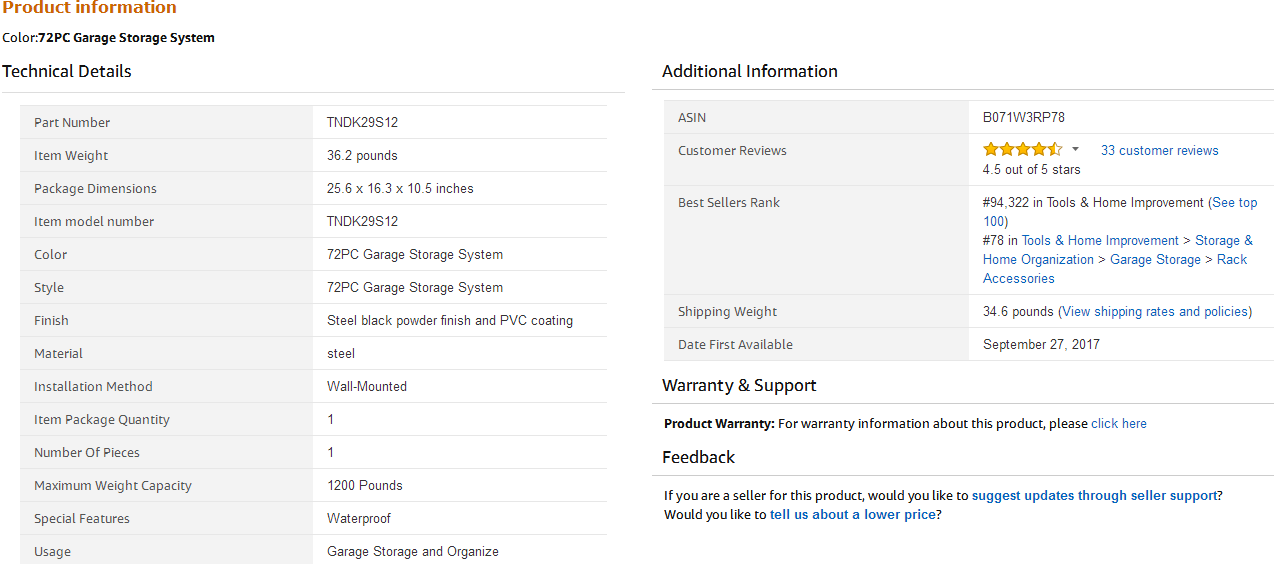 Product information
Color:72PC Garage Storage System
Technical Details
Part Number TNDK29S12
Item Weight 36.2 pounds
Package Dimensions 25.6 x 16.3 x 10.5 inches
Item model number TNDK29S12
Color 72PC Garage Storage System
Style 72PC Garage Storage System
Finish Steel black powder finish and PVC coating
Material steel
Installation Method Wall-Mounted
Item Package Quantity 1
Number Of Pieces 1
Maximum Weight Capacity 1200 Pounds
Special Features Waterproof
Usage Garage Storage and Organize
Additional Information
ASIN B071W3RP78
Customer Reviews 33 customer reviews
4.5 out of 5 stars
Best Sellers Rank #94,322 in Tools & Home Improvement (See top
100)
#78 in Tools & Home Improvement > Storage &
Home Organization > Garage Storage > Rack
Accessories
Shipping Weight 34.6 pounds (View shipping rates and policies)
Date First Available September 27, 2017
Warranty & Support
Product Warranty: For warranty information about this product, please click here
Feedback
If you are a seller for this product, would you like to suggest updates through seller support?
Would you like to tell us about a lower price?